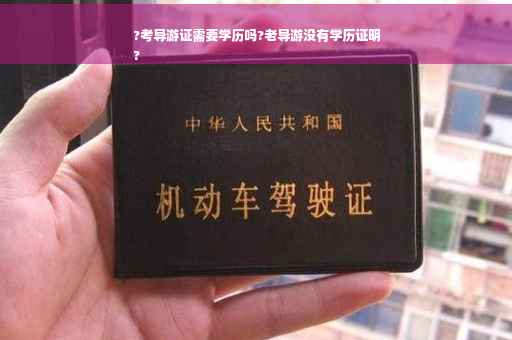 ?考导游证需要学历吗?老导游没有学历证明
?
中华人民共和国
机动车驾驶证